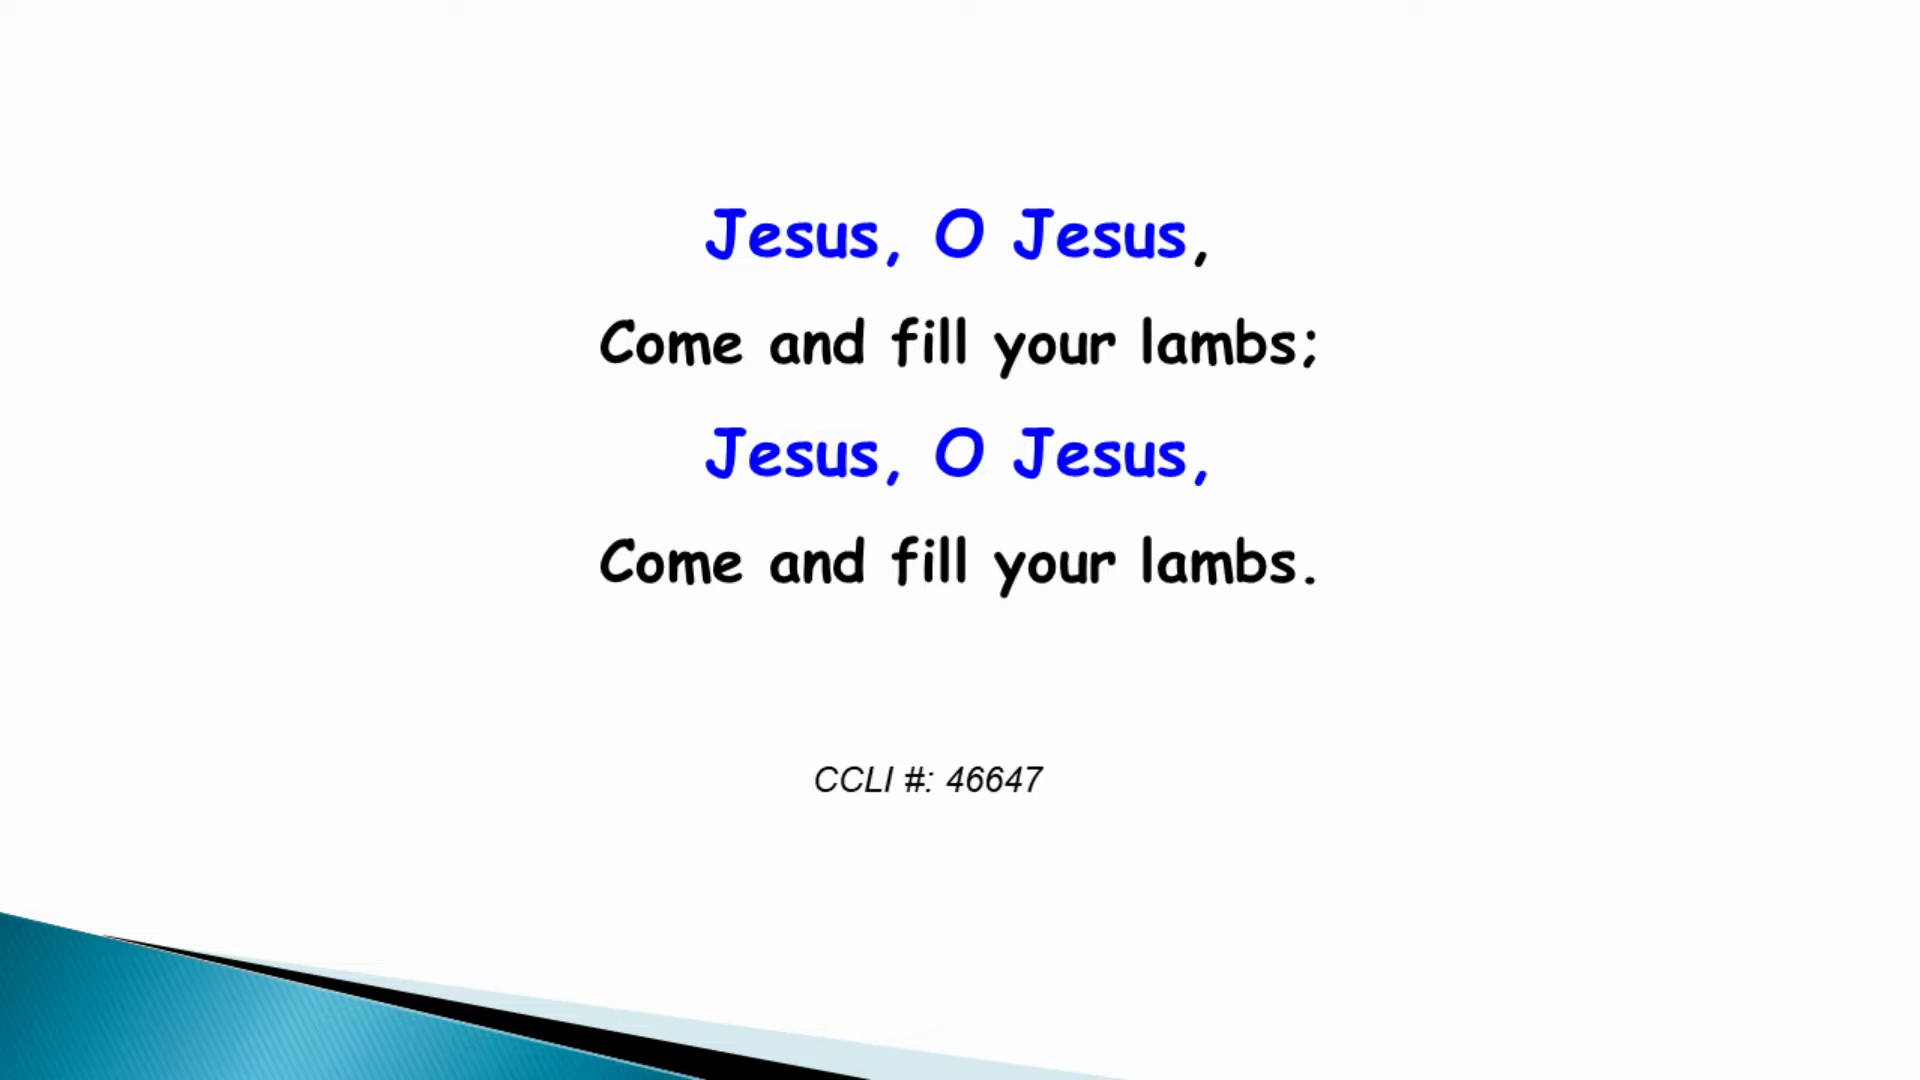 Jesus, O Jesus,
Come and fill your lambs;
Jesus, O Jesus,
Come and fill your lambs.
CCLI #: 46647